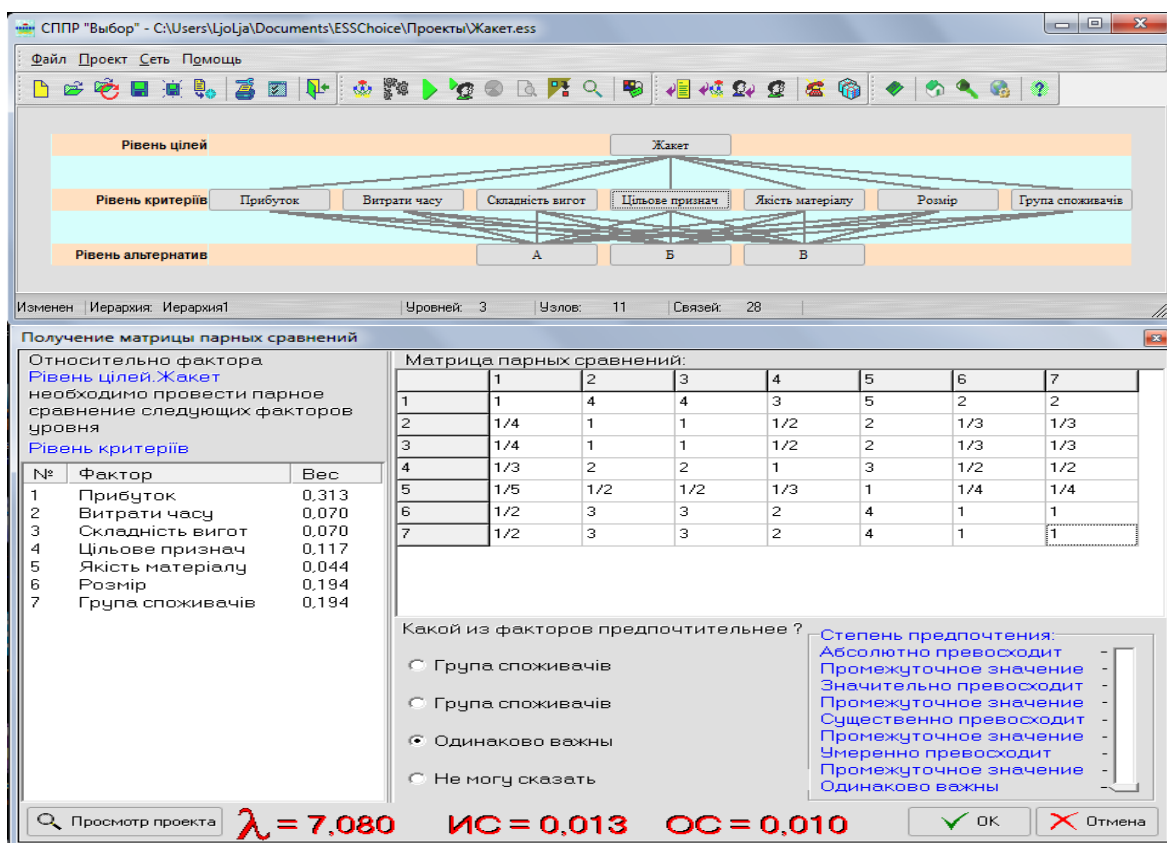 СППР "Выбор" - C:\Users\LjoLja\Documents\ESSChoice\Проекты\Жакет.ess
Файл Проект Сеть Помощь
Рівень цілей Жакет
Рівень критеріїв Прибуток Витрати часу Складність вигот Цільове признач Якість матеріалу Розмір Група споживачів
Рівень альтернатив А Б В
Изменен Иерархия: Иерархия1 Уровней: 3 Узлов: 11 Связей: 28
Получение матрицы парных сравнений
Относительно фактора
Рівень цілей.Жакет
необходимо провести парное
сравнение следующих факторов
уровня
Рівень критеріїв
№ Фактор Вес
1 Прибуток 0,313
2 Витрати часу 0,070
3 Складність вигот 0,070
4 Цільове признач 0,117
5 Якість матеріалу 0,044
6 Розмір 0,194
7 Група споживачів 0,194
Матрица парных сравнений:
1 2 3 4 5 6 7
1 1 4 4 3 5 2 2
2 1/4 1 1 1/2 2 1/3 1/3
3 1/4 1 1 1/2 2 1/3 1/3
4 1/3 2 2 1 3 1/2 1/2
5 1/5 1/2 1/2 1/3 1 1/4 1/4
6 1/2 3 3 2 4 1 1
7 1/2 3 3 2 4 1 1
Какой из факторов предпочтительнее ?
Група споживачів
Група споживачів
Одинаково важны
Не могу сказать
Степень предпочтения:
Абсолютно превосходит -
Промежуточное значение -
Значительно превосходит -
Промежуточное значение -
Существенно превосходит -
Промежуточное значение -
Умеренно превосходит -
Промежуточное значение -
Одинаково важны -
Просмотр проекта λ = 7,080 ИС = 0,013 ОС = 0,010 OK Отмена